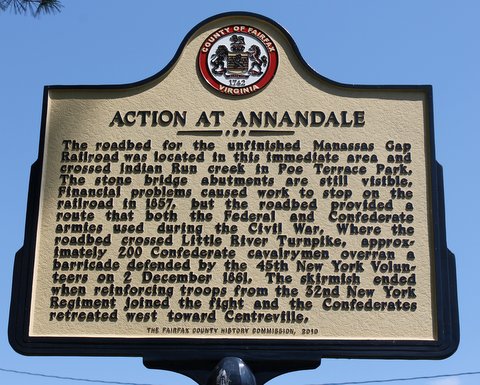 COUNTY OF FAIRFAX
1742
VIRGINIA
ACTION AT ANNANDALE
The roadbed for the unfinished Manassas Gap
Railroad was located in this immediate area and
crossed Indian Run creek in Poe Terrace Park.
The stone bridge abutments are still visible.
Financial problems caused work to stop on the
railroad in 1857, but the roadbed provided a
route that both the Federal and Confederate
armies used during the Civil War. Where the
roadbed crossed Little River Turnpike, approx-
imately 200 Confederate cavalrymen overran a
barricade defended by the 45th New York Volun-
teers on 2 December 1861. The skirmish ended
when reinforcing troops from the 32nd New York
Regiment joined the fight and the Confederates
retreated west toward Centreville.
THE FAIRFAX COUNTY HISTORY COMMISSION, 2010